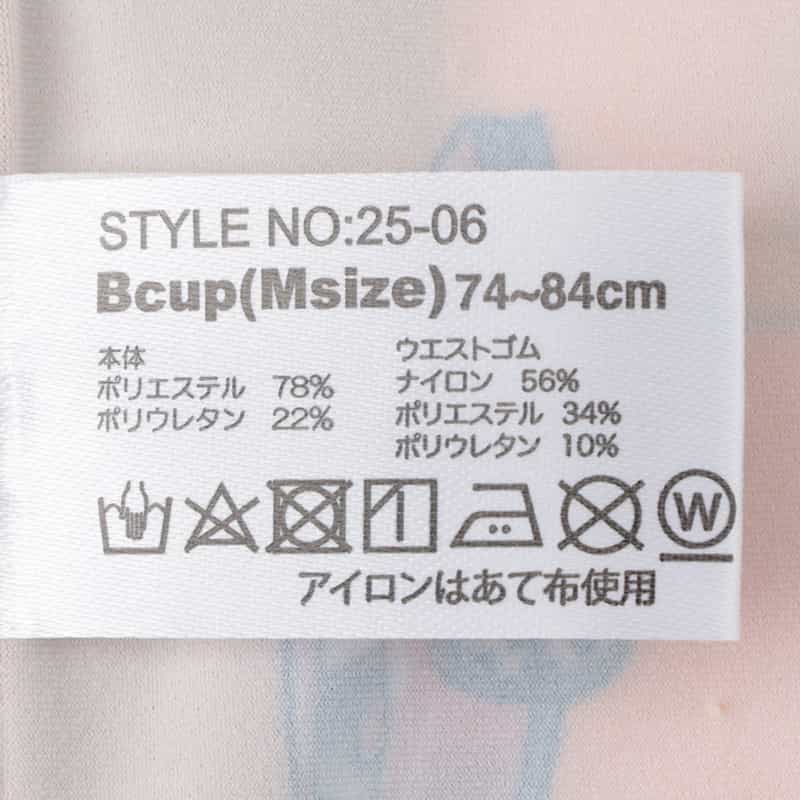 STYLE NO:25-06
Bcup(Msize) 74~84cm
本体
ポリエステル 78%
ポリウレタン 22%
ウエストゴム
ナイロン 56%
ポリエステル 34%
ポリウレタン 10%
W
アイロンはあて布使用